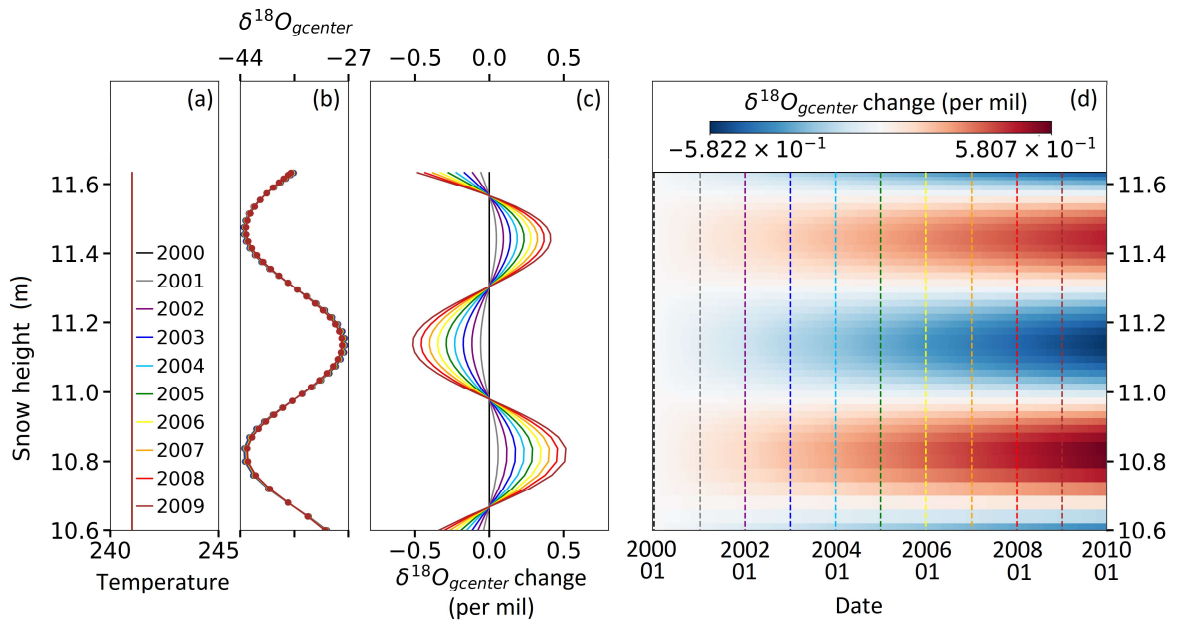 δ¹⁸O_gcenter
−44 −27
−0.5 0.0 0.5
(a) (b) (c) (d)
δ¹⁸O_gcenter change (per mil)
−5.822 × 10⁻¹ 5.807 × 10⁻¹
Snow height (m)
11.6
11.4
11.2
11.0
10.8
10.6
2000
2001
2002
2003
2004
2005
2006
2007
2008
2009
11.6
11.4
11.2
11.0
10.8
10.6
240 245
Temperature
−0.5 0.0 0.5
δ¹⁸O_gcenter change
(per mil)
2000 2002 2004 2006 2008 2010
01 01 01 01 01 01
Date